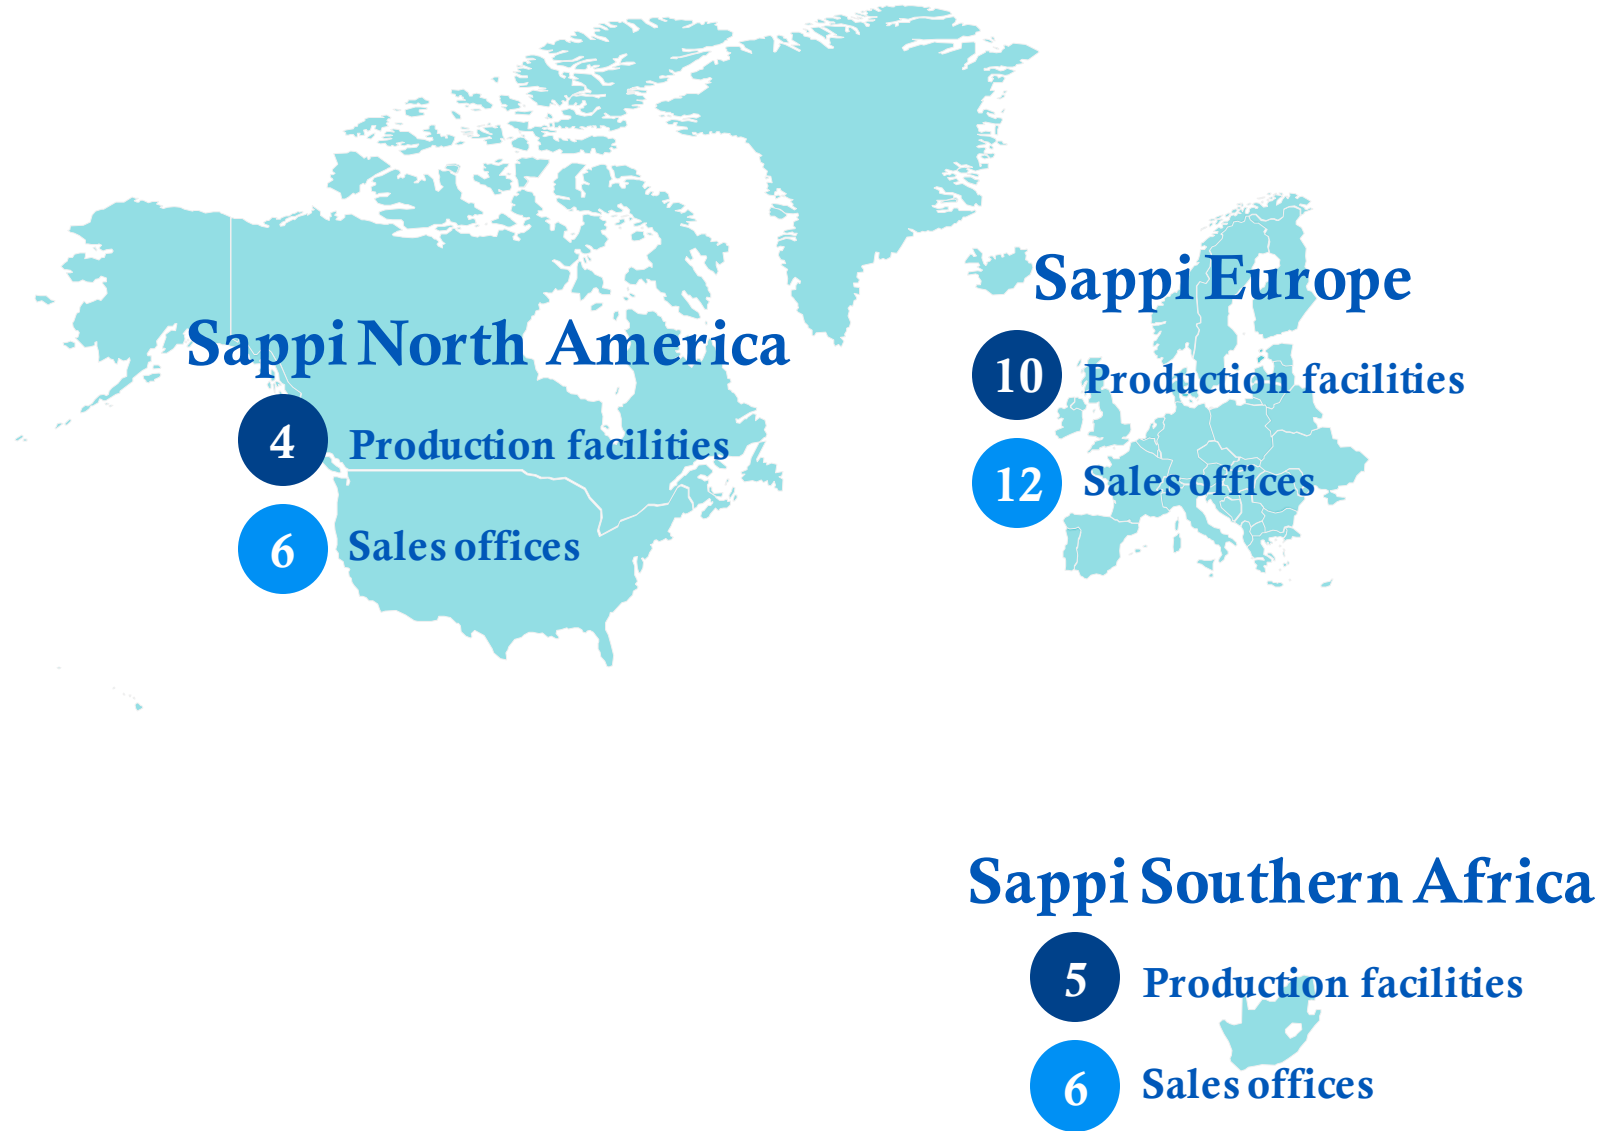 Sappi North America
4 Production facilities
6 Sales offices
Sappi Europe
10 Production facilities
12 Sales offices
Sappi Southern Africa
5 Production facilities
6 Sales offices